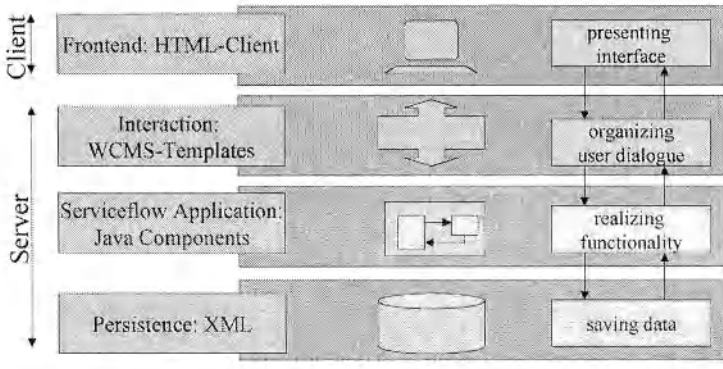 Client
Frontend: HTML-Client
presenting
interface
Server
Interaction:
WCMS-Templates
organizing
user dialogue
Serviceflow Application:
Java Components
realizing
functionality
Persistence: XML
saving data